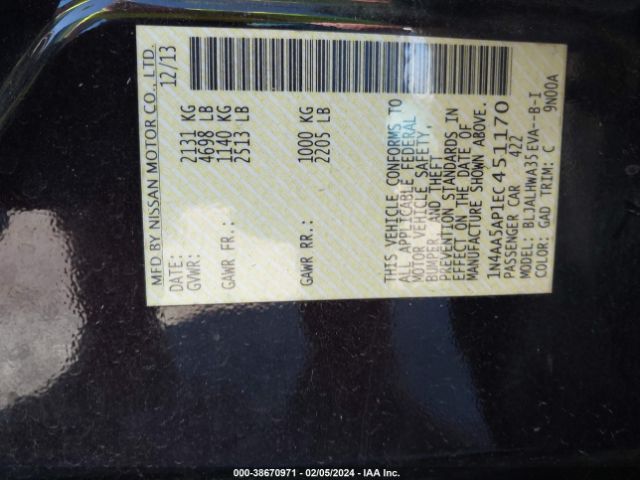 MFD BY NISSAN MOTOR CO., LTD.
DATE: 12/13
GVWR: 2131 KG
4698 LB
GAWR FR.: 1140 KG
2513 LB
GAWR RR.: 1000 KG
2205 LB
THIS VEHICLE CONFORMS TO
ALL APPLICABLE FEDERAL
MOTOR VEHICLE SAFETY,
BUMPER, AND THEFT
PREVENTION STANDARDS IN
EFFECT ON THE DATE OF
MANUFACTURE SHOWN ABOVE.
1N4AA5AP1EC451170
PASSENGER CAR 422
MODEL: BLJALHWA35EVA--B-I
COLOR: GAD TRIM: C 9N00A
000-38670971 - 02/05/2024 - IAA Inc.